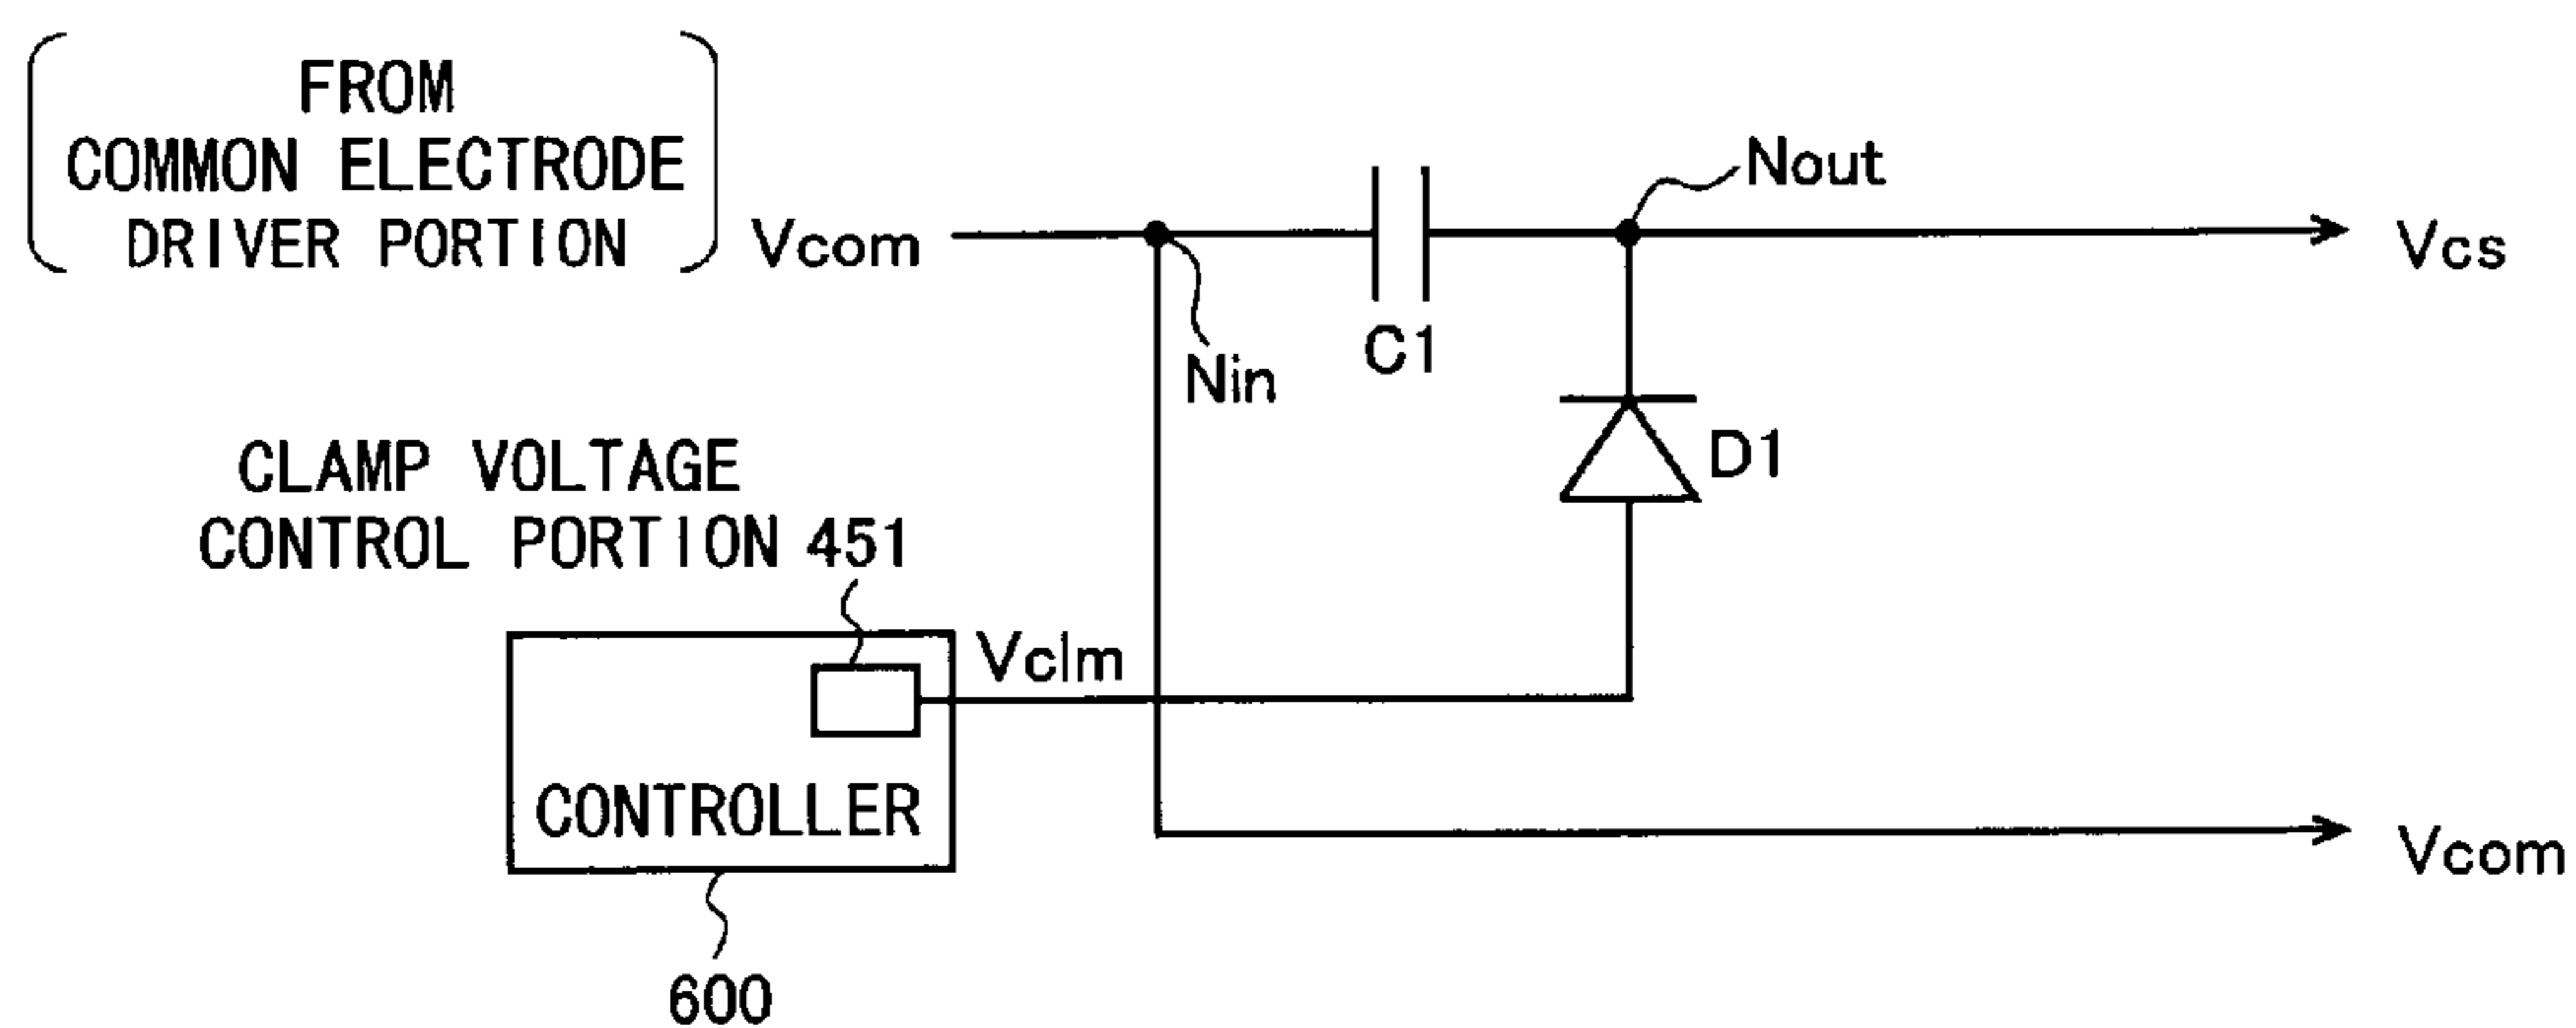 FROM
COMMON ELECTRODE
DRIVER PORTION
Vcom
Nout
Vcs
C1
Nin
D1
CLAMP VOLTAGE
CONTROL PORTION 451
Vclm
CONTROLLER
Vcom
600